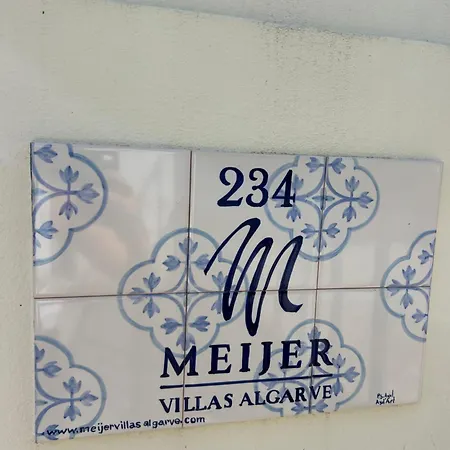 234
MEIJER
VILLAS ALGARVE
www.meijervillasalgarve.com